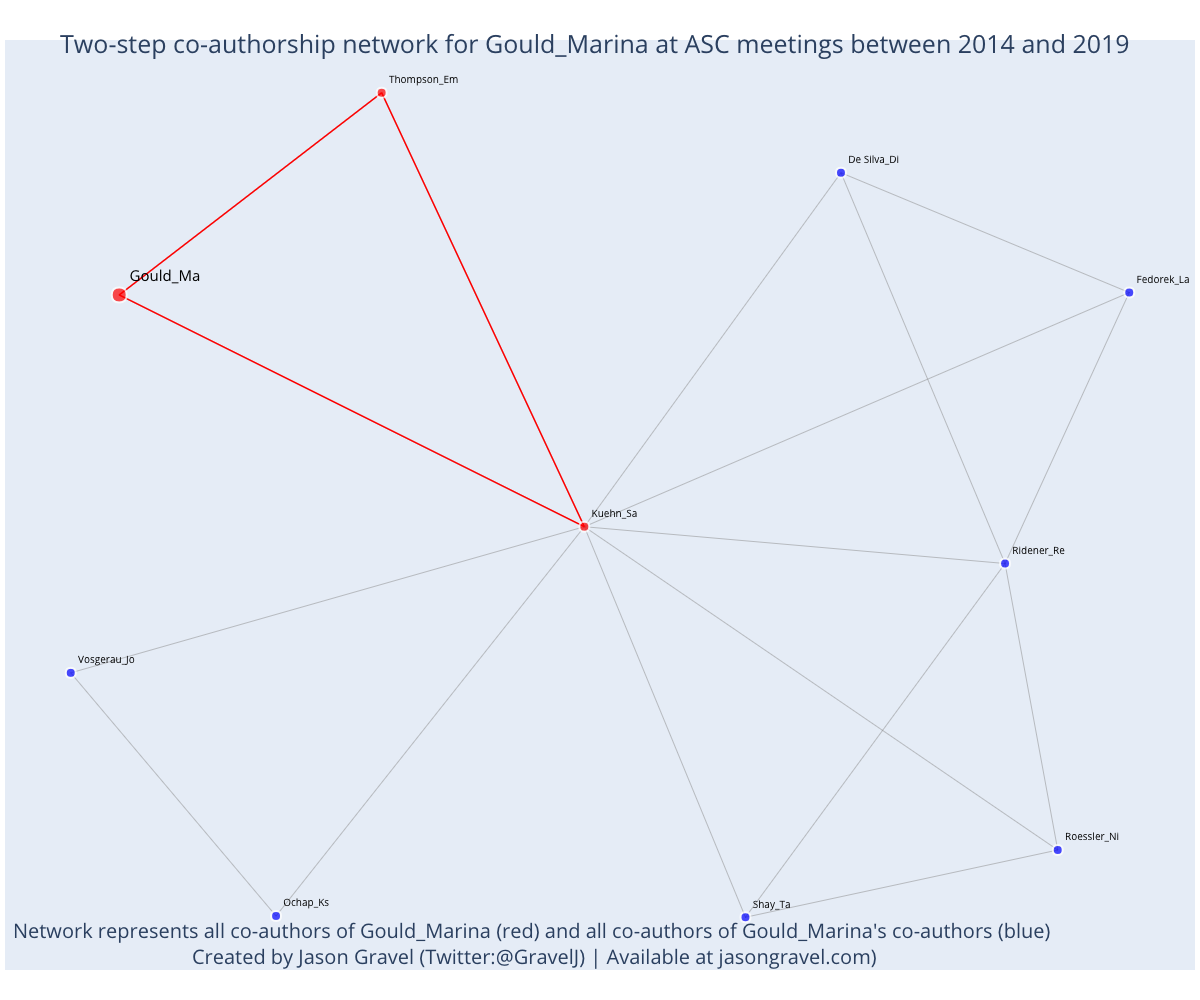 Two-step co-authorship network for Gould_Marina at ASC meetings between 2014 and 2019
Thompson_Em
De Silva_Di
Gould_Ma
Fedorek_La
Kuehn_Sa
Ridener_Re
Vosgerau_Jo
Roessler_Ni
Ochap_Ks
Shay_Ta
Network represents all co-authors of Gould_Marina (red) and all co-authors of Gould_Marina's co-authors (blue)
Created by Jason Gravel (Twitter:@GravelJ) | Available at jasongravel.com)